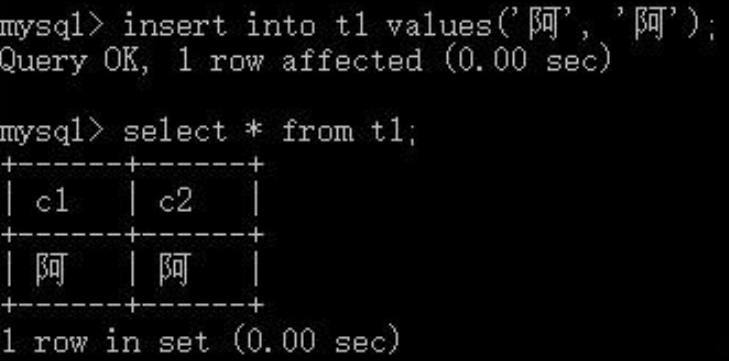 mysql> insert into t1 values('阿', '阿');
Query OK, 1 row affected (0.00 sec)
mysql> select * from t1;
+------+------+
| c1   | c2   |
+------+------+
| 阿   | 阿   |
+------+------+
1 row in set (0.00 sec)